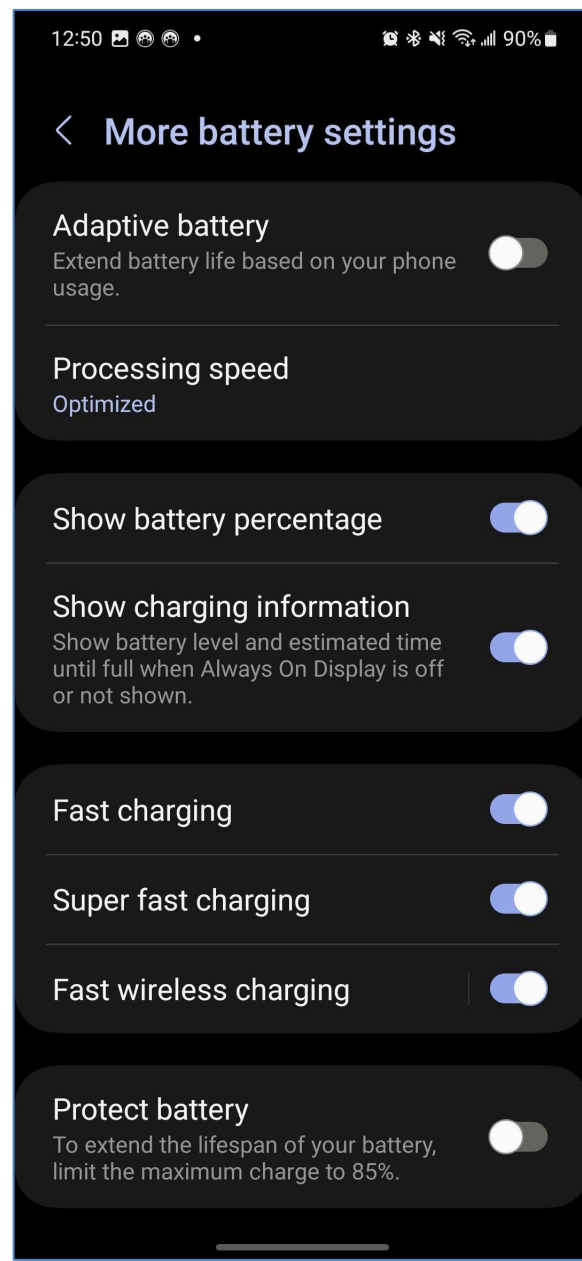 12:50 90%
More battery settings
Adaptive battery
Extend battery life based on your phone
usage.
Processing speed
Optimized
Show battery percentage
Show charging information
Show battery level and estimated time
until full when Always On Display is off
or not shown.
Fast charging
Super fast charging
Fast wireless charging
Protect battery
To extend the lifespan of your battery,
limit the maximum charge to 85%.